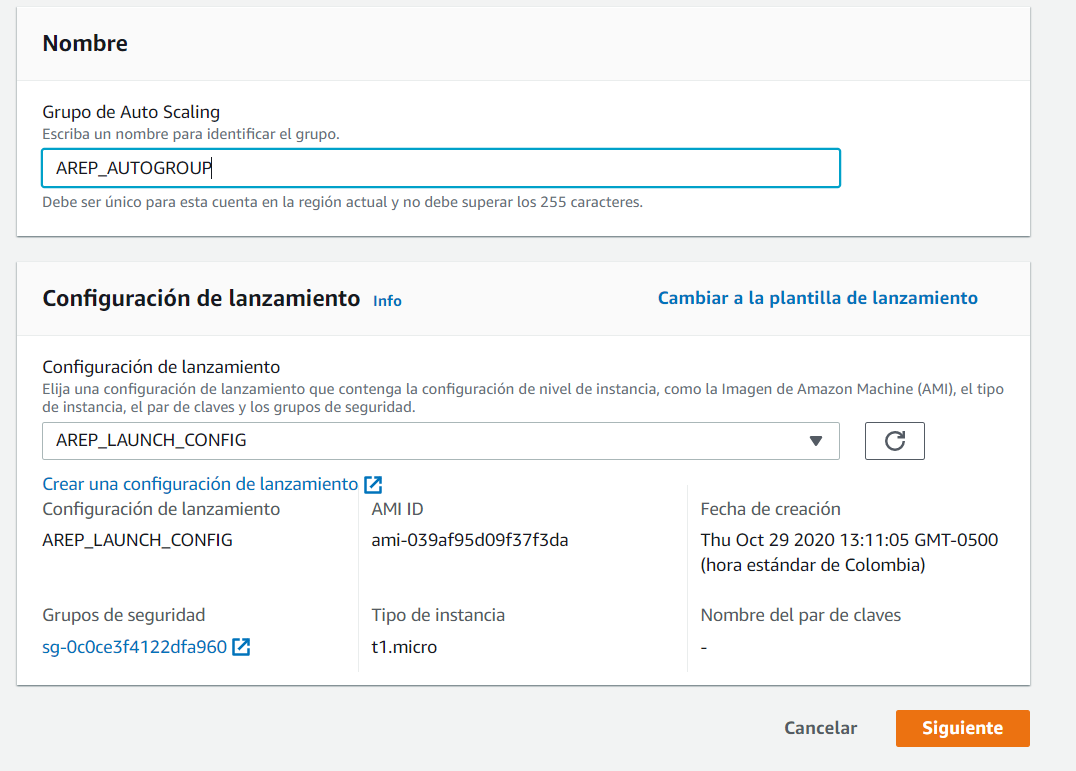 Nombre
Grupo de Auto Scaling
Escriba un nombre para identificar el grupo.
AREP_AUTOGROUP
Debe ser único para esta cuenta en la región actual y no debe superar los 255 caracteres.
Configuración de lanzamiento Info
Cambiar a la plantilla de lanzamiento
Configuración de lanzamiento
Elija una configuración de lanzamiento que contenga la configuración de nivel de instancia, como la Imagen de Amazon Machine (AMI), el tipo
de instancia, el par de claves y los grupos de seguridad.
AREP_LAUNCH_CONFIG
Crear una configuración de lanzamiento
Configuración de lanzamiento
AREP_LAUNCH_CONFIG
AMI ID
ami-039af95d09f37f3da
Fecha de creación
Thu Oct 29 2020 13:11:05 GMT-0500
(hora estándar de Colombia)
Grupos de seguridad
sg-0c0ce3f4122dfa960
Tipo de instancia
t1.micro
Nombre del par de claves
-
Cancelar
Siguiente